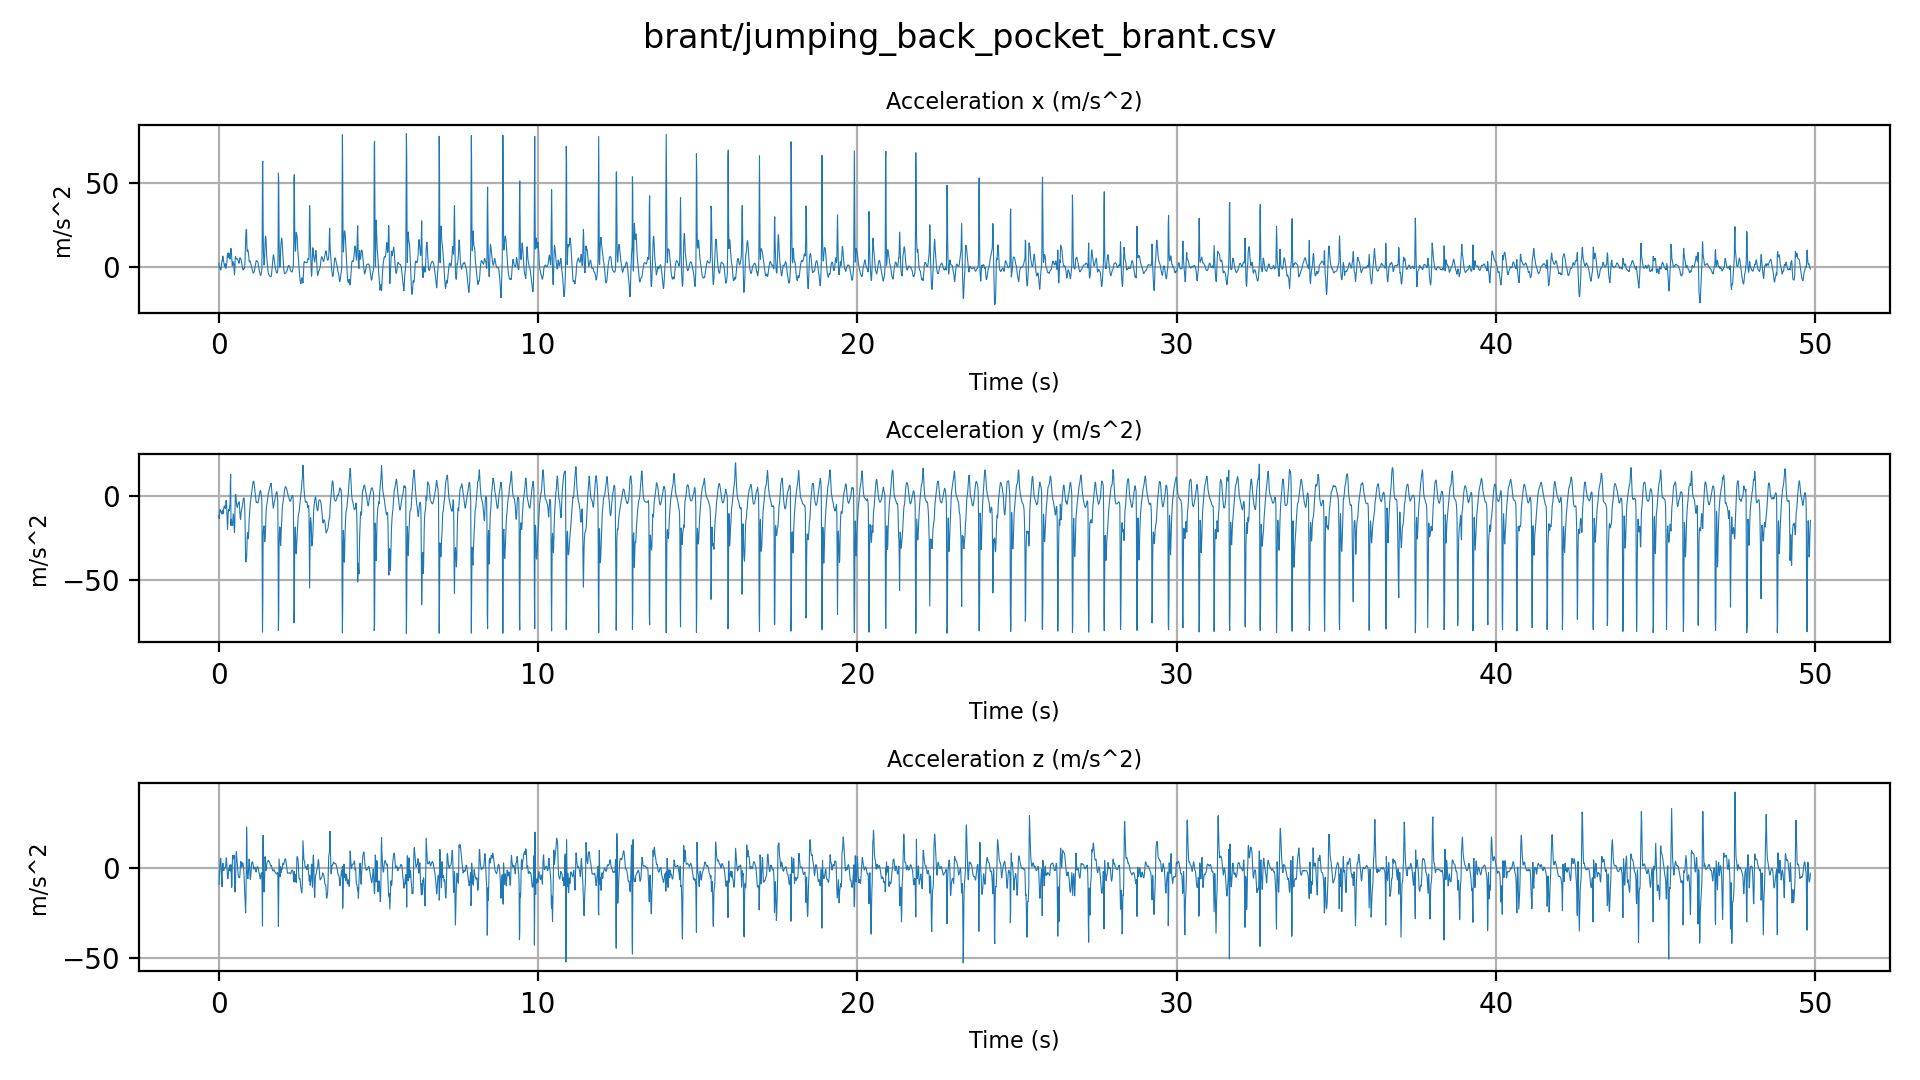 brant/jumping_back_pocket_brant.csv
Acceleration x (m/s^2)
m/s^2
50
0
0 10 20 30 40 50
Time (s)
Acceleration y (m/s^2)
m/s^2
0
−50
0 10 20 30 40 50
Time (s)
Acceleration z (m/s^2)
m/s^2
0
−50
0 10 20 30 40 50
Time (s)